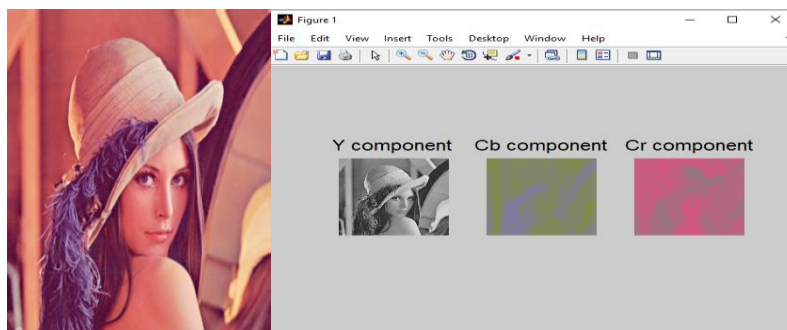 Figure 1
File Edit View Insert Tools Desktop Window Help
Y component Cb component Cr component